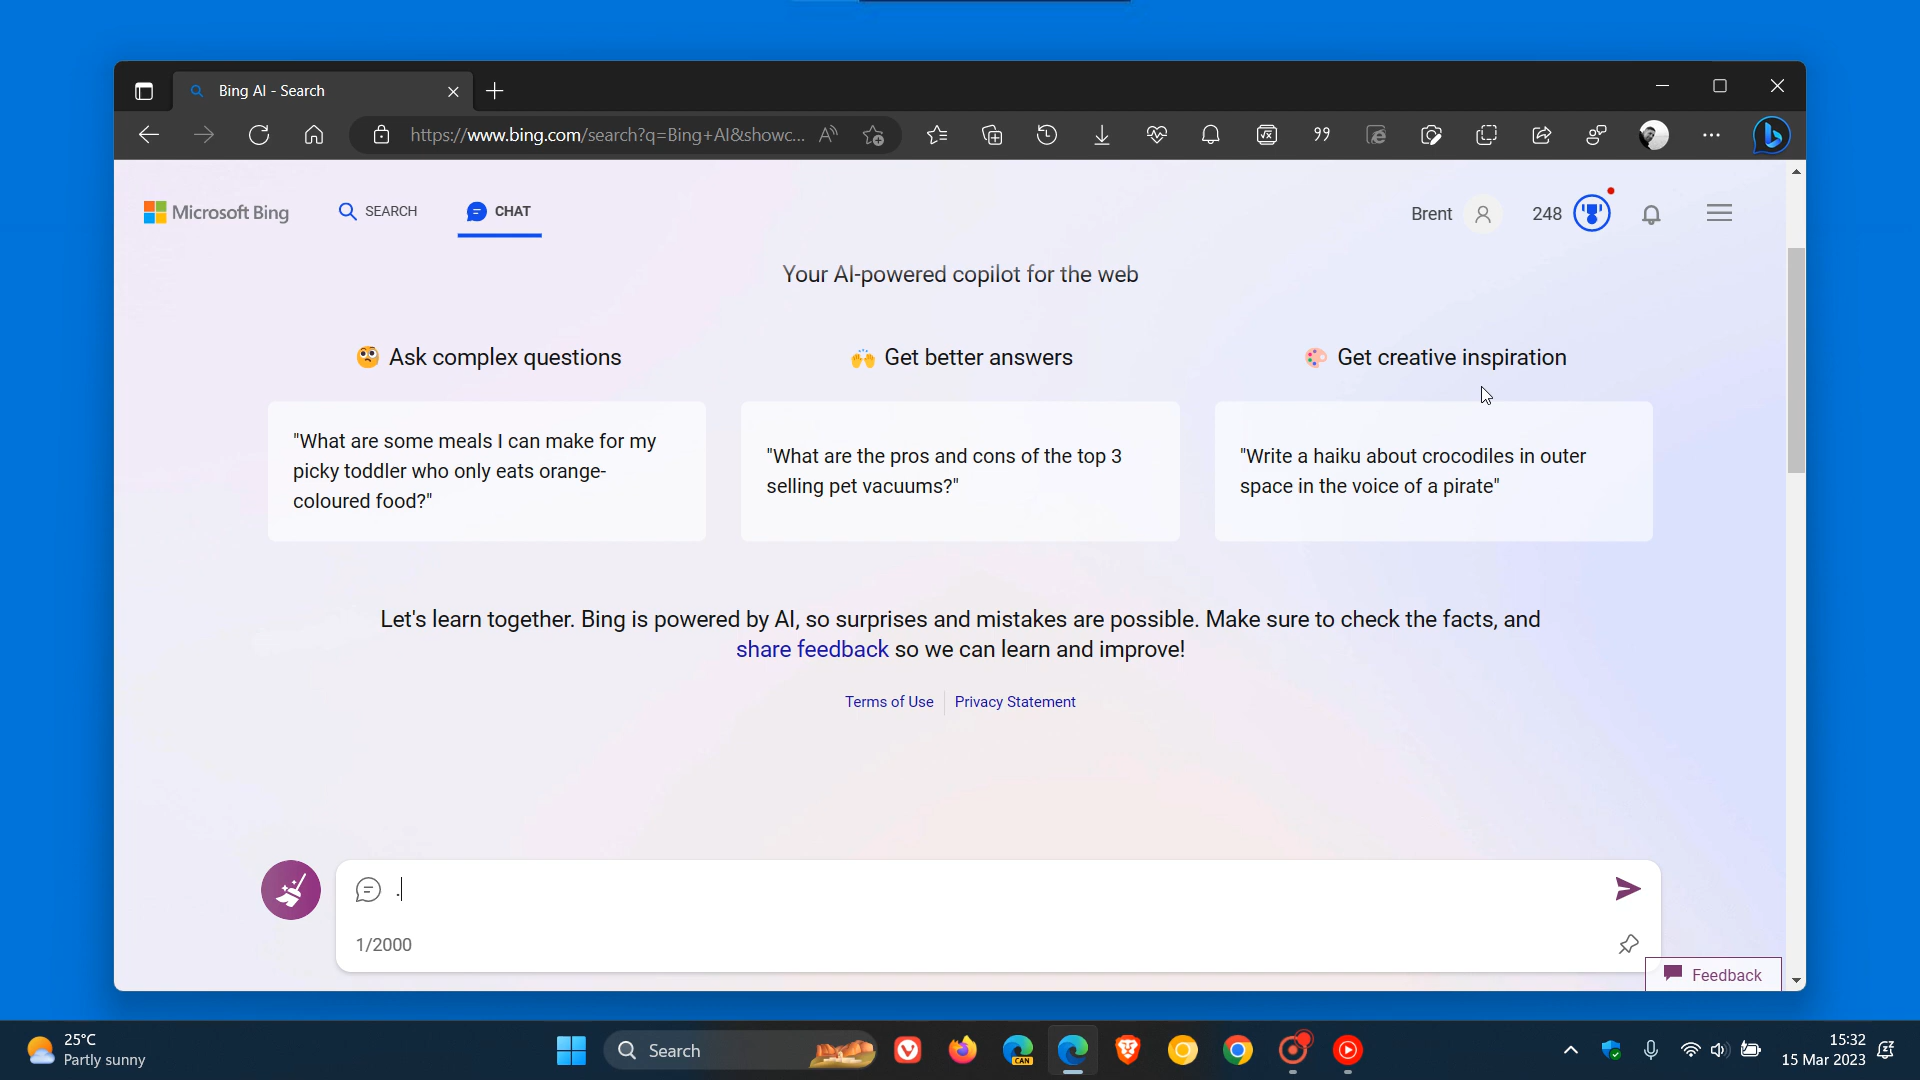 Bing AI - Search
https://www.bing.com/search?q=Bing+AI&showc...
Microsoft Bing
SEARCH
CHAT
Brent
248
Your AI-powered copilot for the web
Ask complex questions
Get better answers
Get creative inspiration
"What are some meals I can make for my
picky toddler who only eats orange-
coloured food?"
"What are the pros and cons of the top 3
selling pet vacuums?"
"Write a haiku about crocodiles in outer
space in the voice of a pirate"
Let's learn together. Bing is powered by AI, so surprises and mistakes are possible. Make sure to check the facts, and
share feedback so we can learn and improve!
Terms of Use
Privacy Statement
.
1/2000
Feedback
25°C
Partly sunny
Search
CAN
15:32
15 Mar 2023